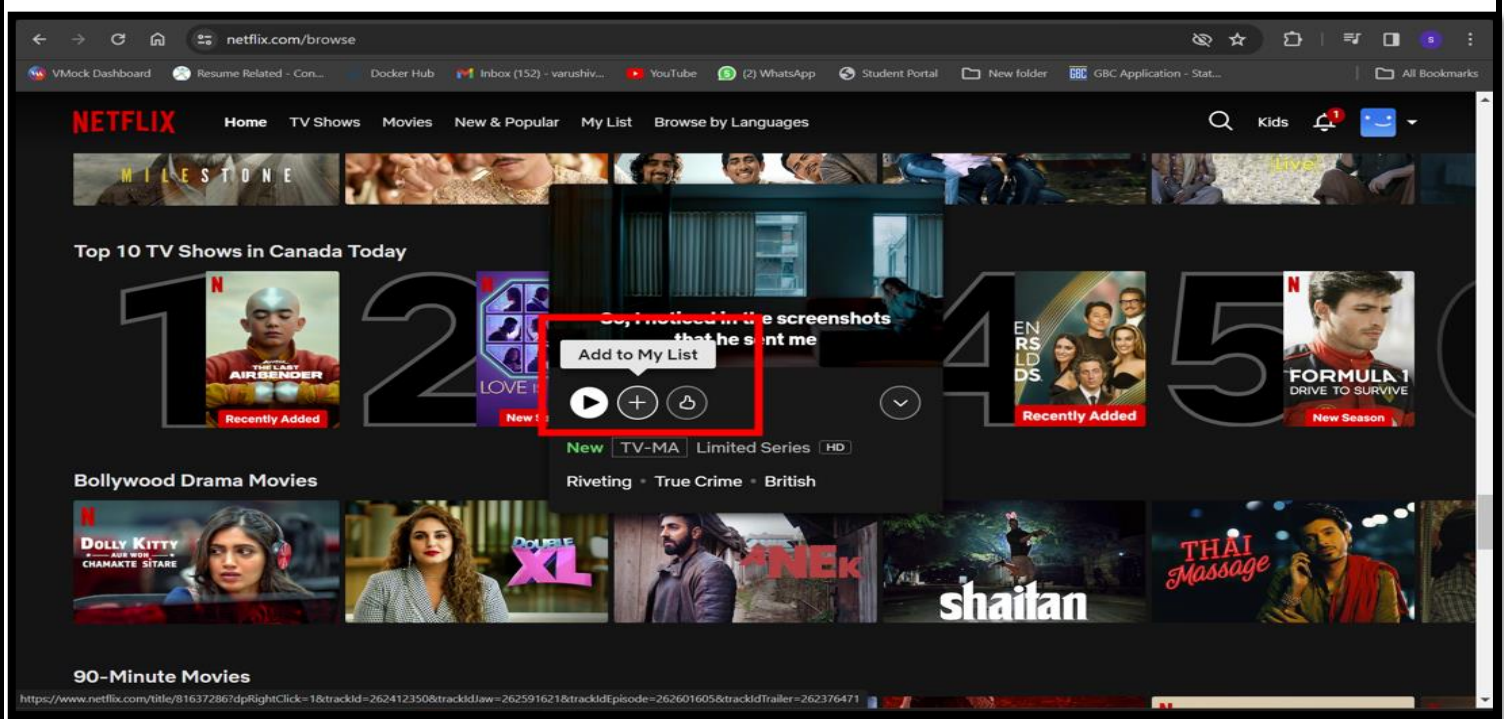 netflix.com/browse
VMock Dashboard Resume Related - Con... Docker Hub Inbox (152) - varushiv... YouTube (2) WhatsApp Student Portal New folder GBC GBC Application - Stat... All Bookmarks
NETFLIX Home TV Shows Movies New & Popular My List Browse by Languages Kids 1
MILESTONE
Top 10 TV Shows in Canada Today
1 2 4 5
N
THE LAST
AIRBENDER
Recently Added
LOVE
So, I noticed in the screenshots
that he sent me
Add to My List
New TV-MA Limited Series HD
Riveting • True Crime • British
Recently Added
N
FORMULA 1
DRIVE TO SURVIVE
New Season
Bollywood Drama Movies
N
DOLLY KITTY
AUR WOH
CHAMAKTE SITARE
DOUBLE
XL
ANEK
shaitan
THAI
Massage
90-Minute Movies
N
https://www.netflix.com/title/81637286?dpRightClick=1&trackId=262412350&trackIdJaw=262591621&trackIdEpisode=262601605&trackIdTrailer=262376471